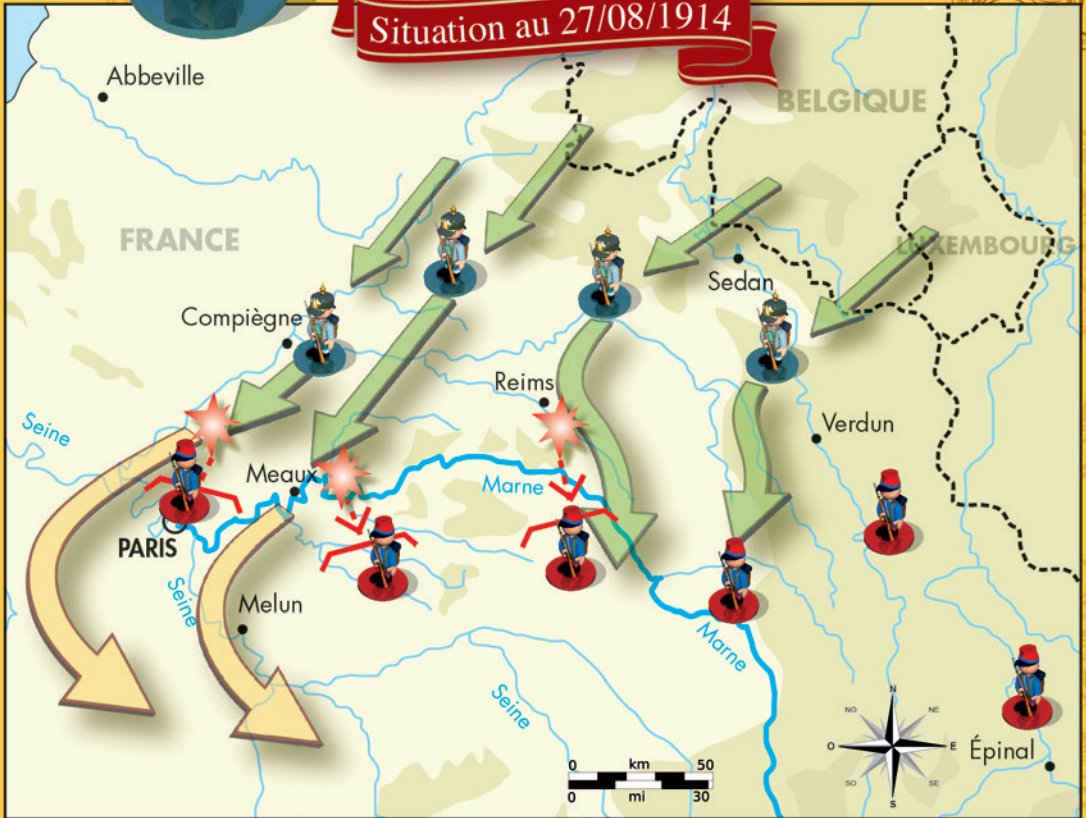 Situation au 27/08/1914
Abbeville
BELGIQUE
FRANCE
LUXEMBOURG
Sedan
Compiègne
Reims
Seine
Verdun
Meaux
Marne
PARIS
Seine
Melun
Marne
Seine
N
NO
NE
O
E
SO
SE
S
Épinal
0 km 50
0 mi 30